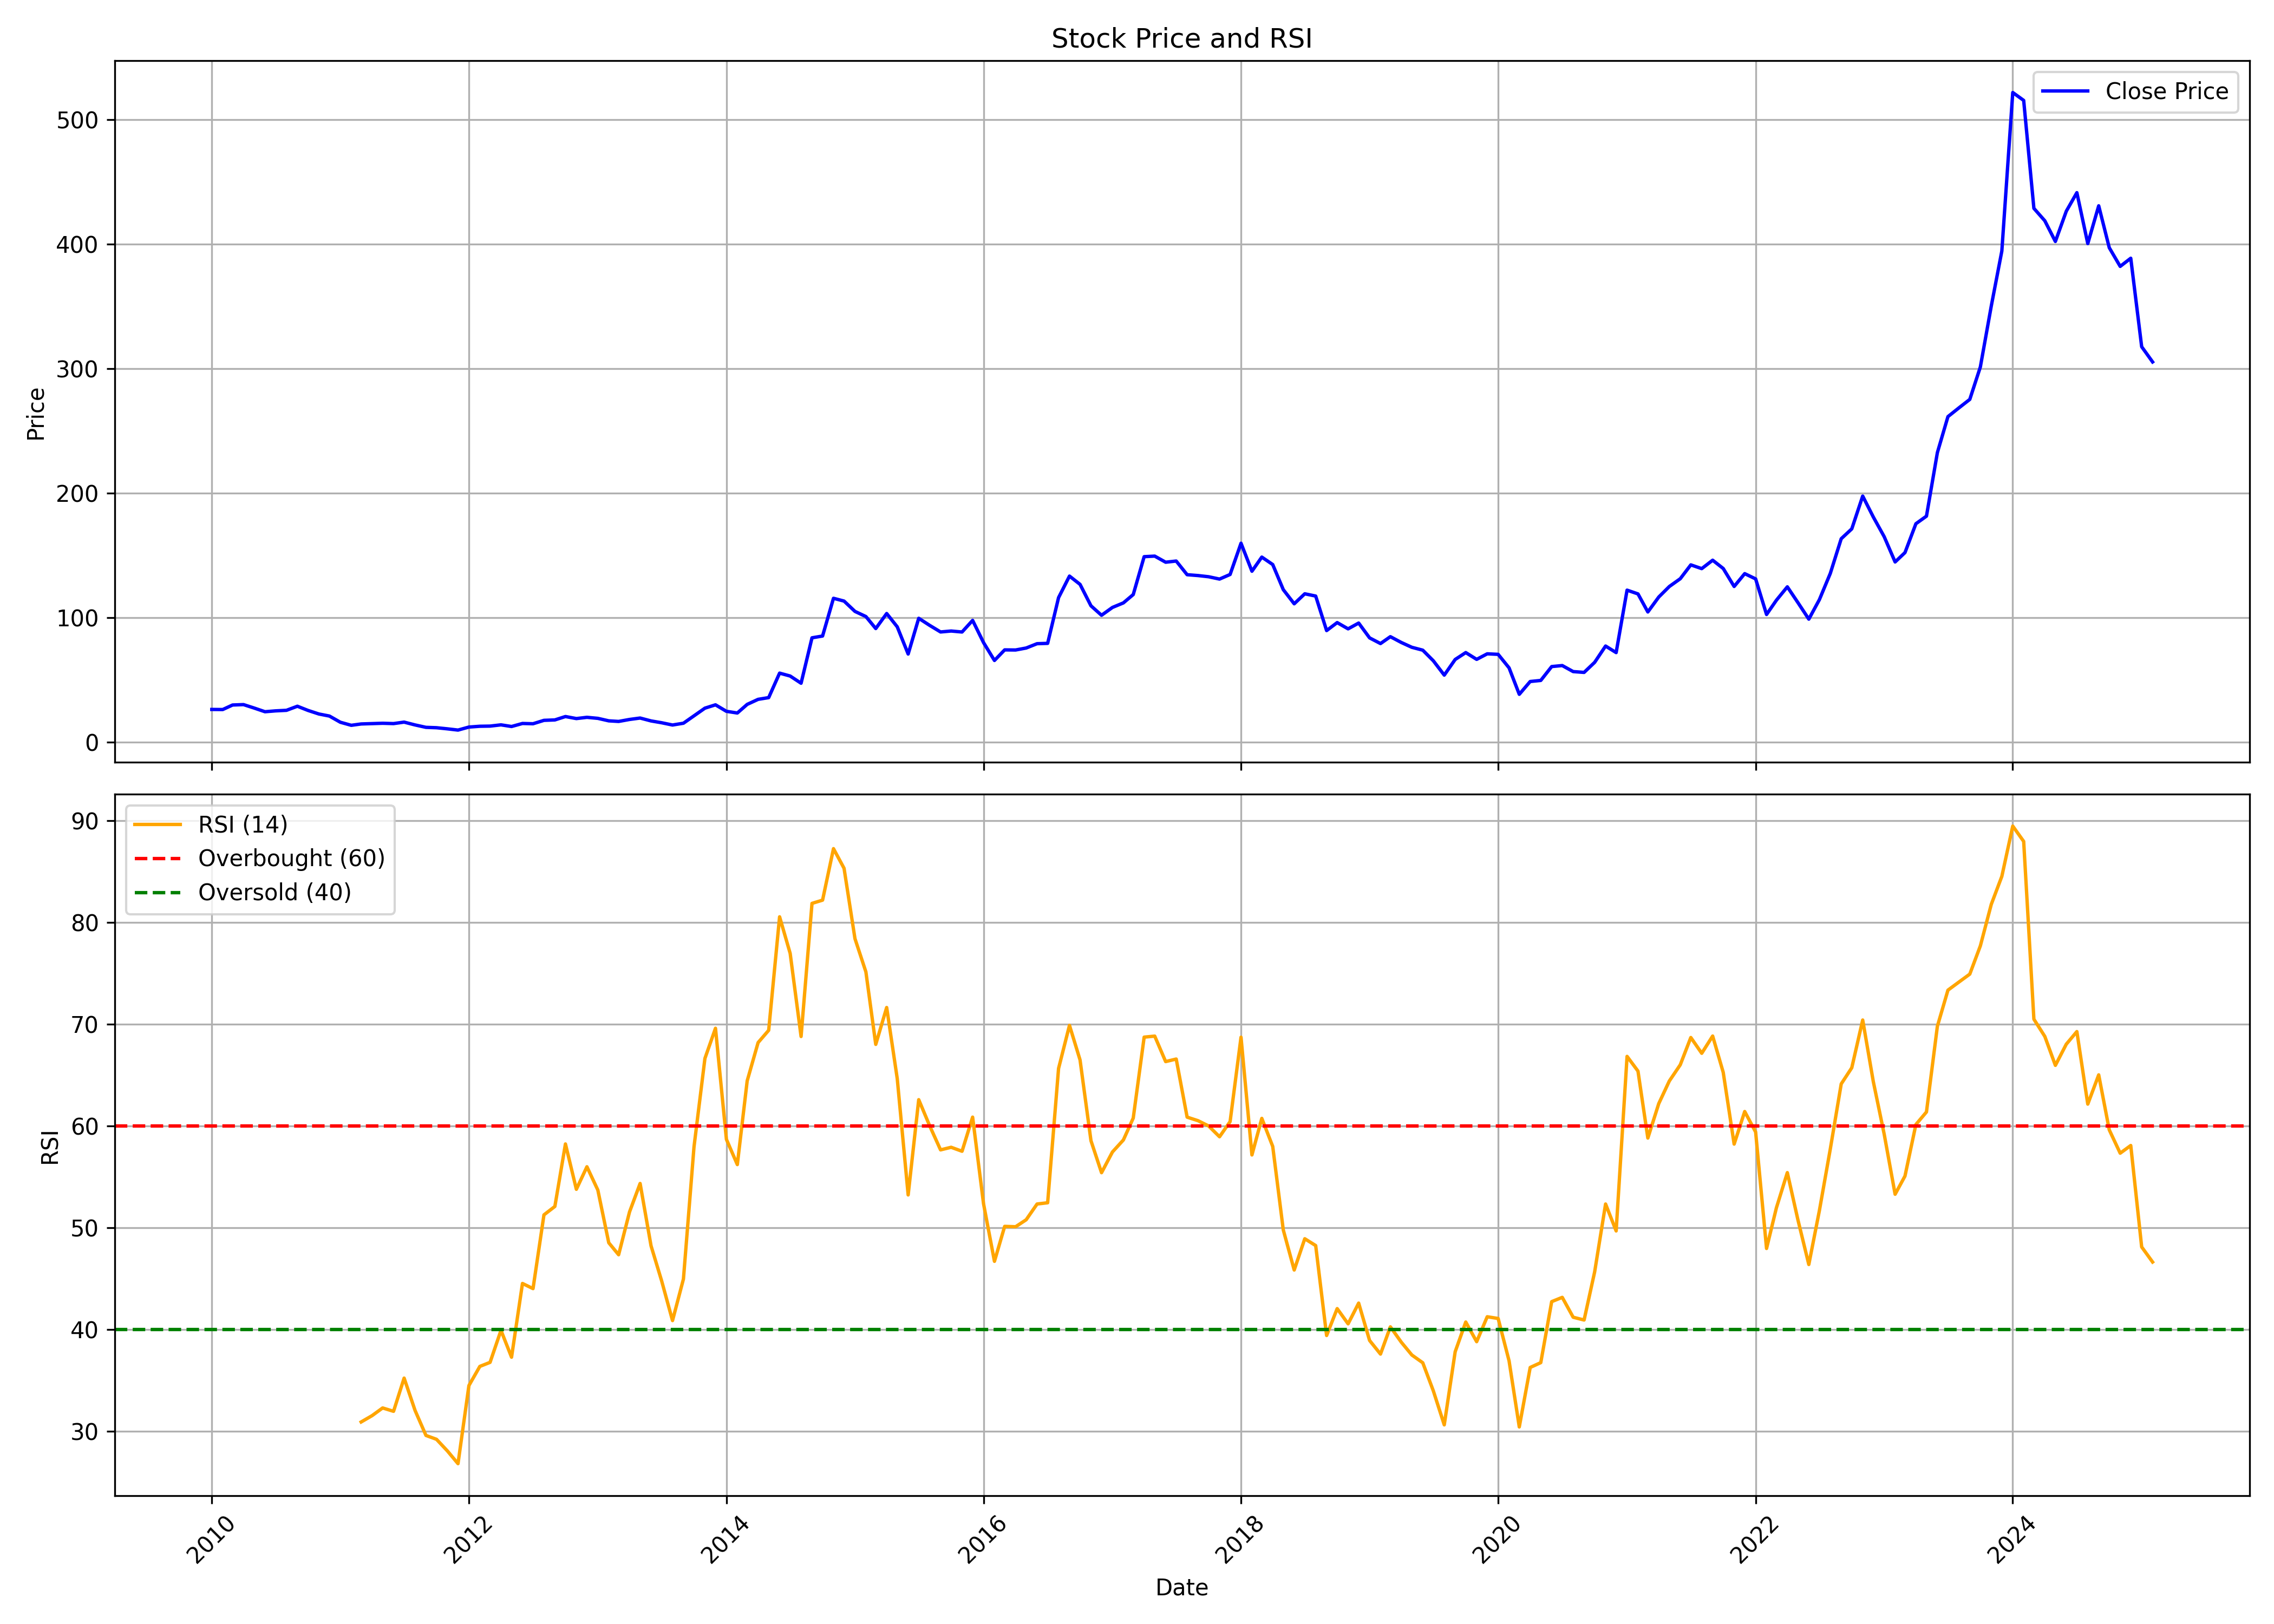 Stock Price and RSI
Close Price
500
400
300
200
100
0
Price
RSI (14)
Overbought (60)
Oversold (40)
90
80
70
60
50
40
30
RSI
2010
2012
2014
2016
2018
2020
2022
2024
Date